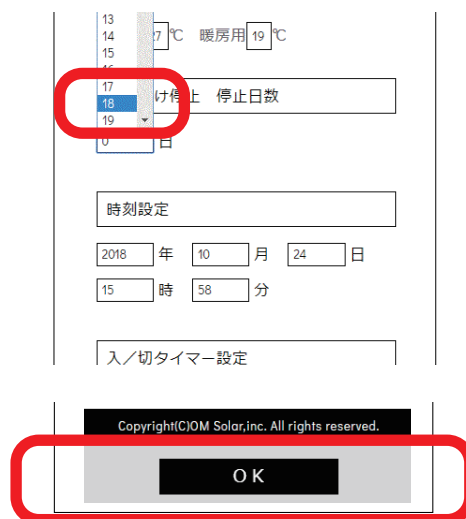 13
14
15
17
18
19
7 ℃ 暖房用 19 ℃
け停止 停止日数
0 日
時刻設定
2018 年 10 月 24 日
15 時 58 分
入／切タイマー設定
Copyright(C)OM Solar,inc. All rights reserved.
OK